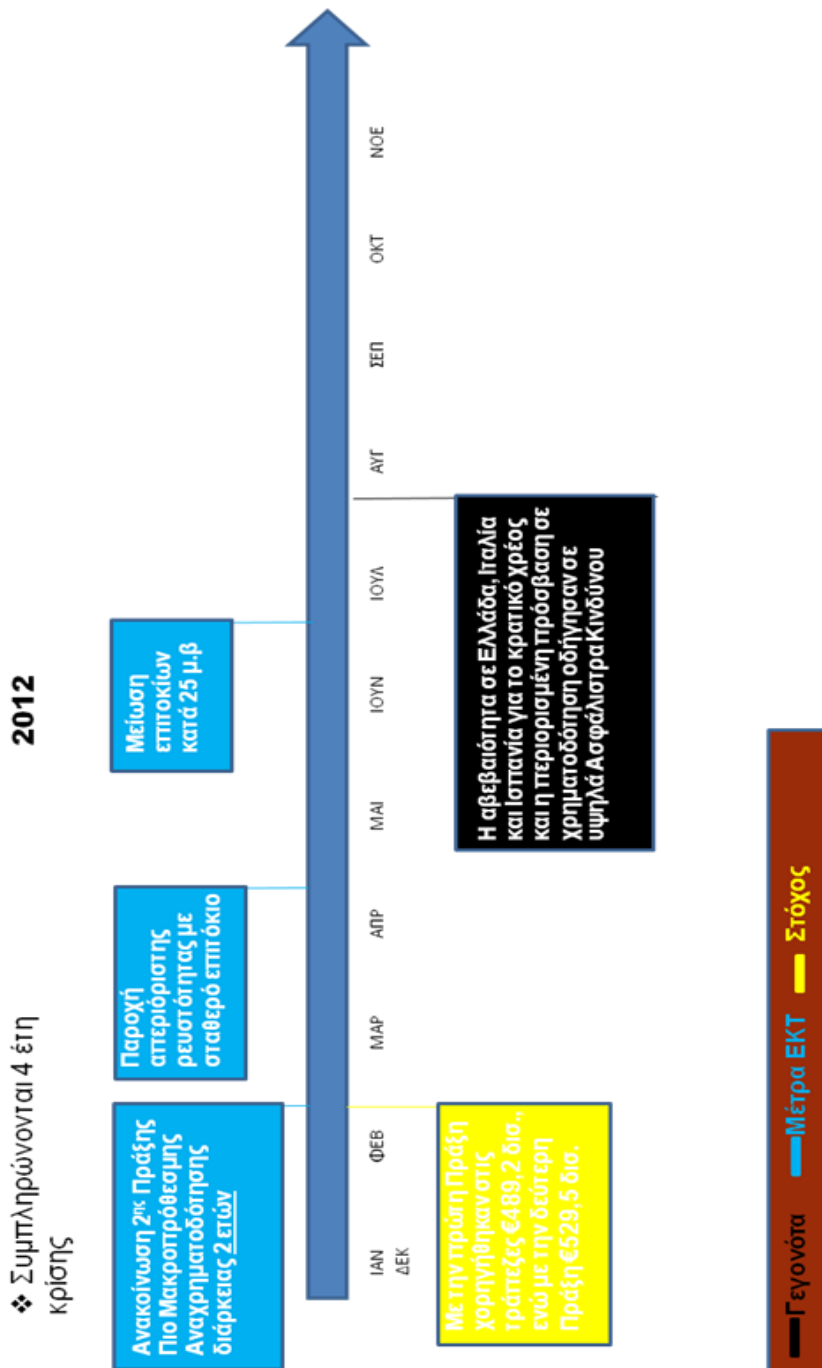 ❖ Συμπληρώνονται 4 έτη
κρίσης
2012
Ανακοίνωση 2ης Πράξης
Πιο Μακροπρόθεσμης
Αναχρηματοδότησης
διάρκειας 2 ετών
Παροχή
απεριόριστης
ρευστότητας με
σταθερό επιτόκιο
Μείωση
επιτοκίων
κατά 25 μ.β
ΙΑΝ ΦΕΒ ΜΑΡ ΑΠΡ ΜΑΙ ΙΟΥΝ ΙΟΥΛ ΑΥΓ ΣΕΠ ΟΚΤ ΝΟΕ
ΔΕΚ
Με την πρώτη Πράξη
χορηγήθηκαν στις
τράπεζες €489,2 δισ.,
ενώ με την δεύτερη
Πράξη €529,5 δισ.
Η αβεβαιότητα σε Ελλάδα, Ιταλία
και Ισπανία για το κρατικό χρέος
και η περιορισμένη πρόσβαση σε
χρηματοδότηση οδήγησαν σε
υψηλά Ασφάλιστρα Κινδύνου
Γεγονότα Μέτρα ΕΚΤ Στόχος